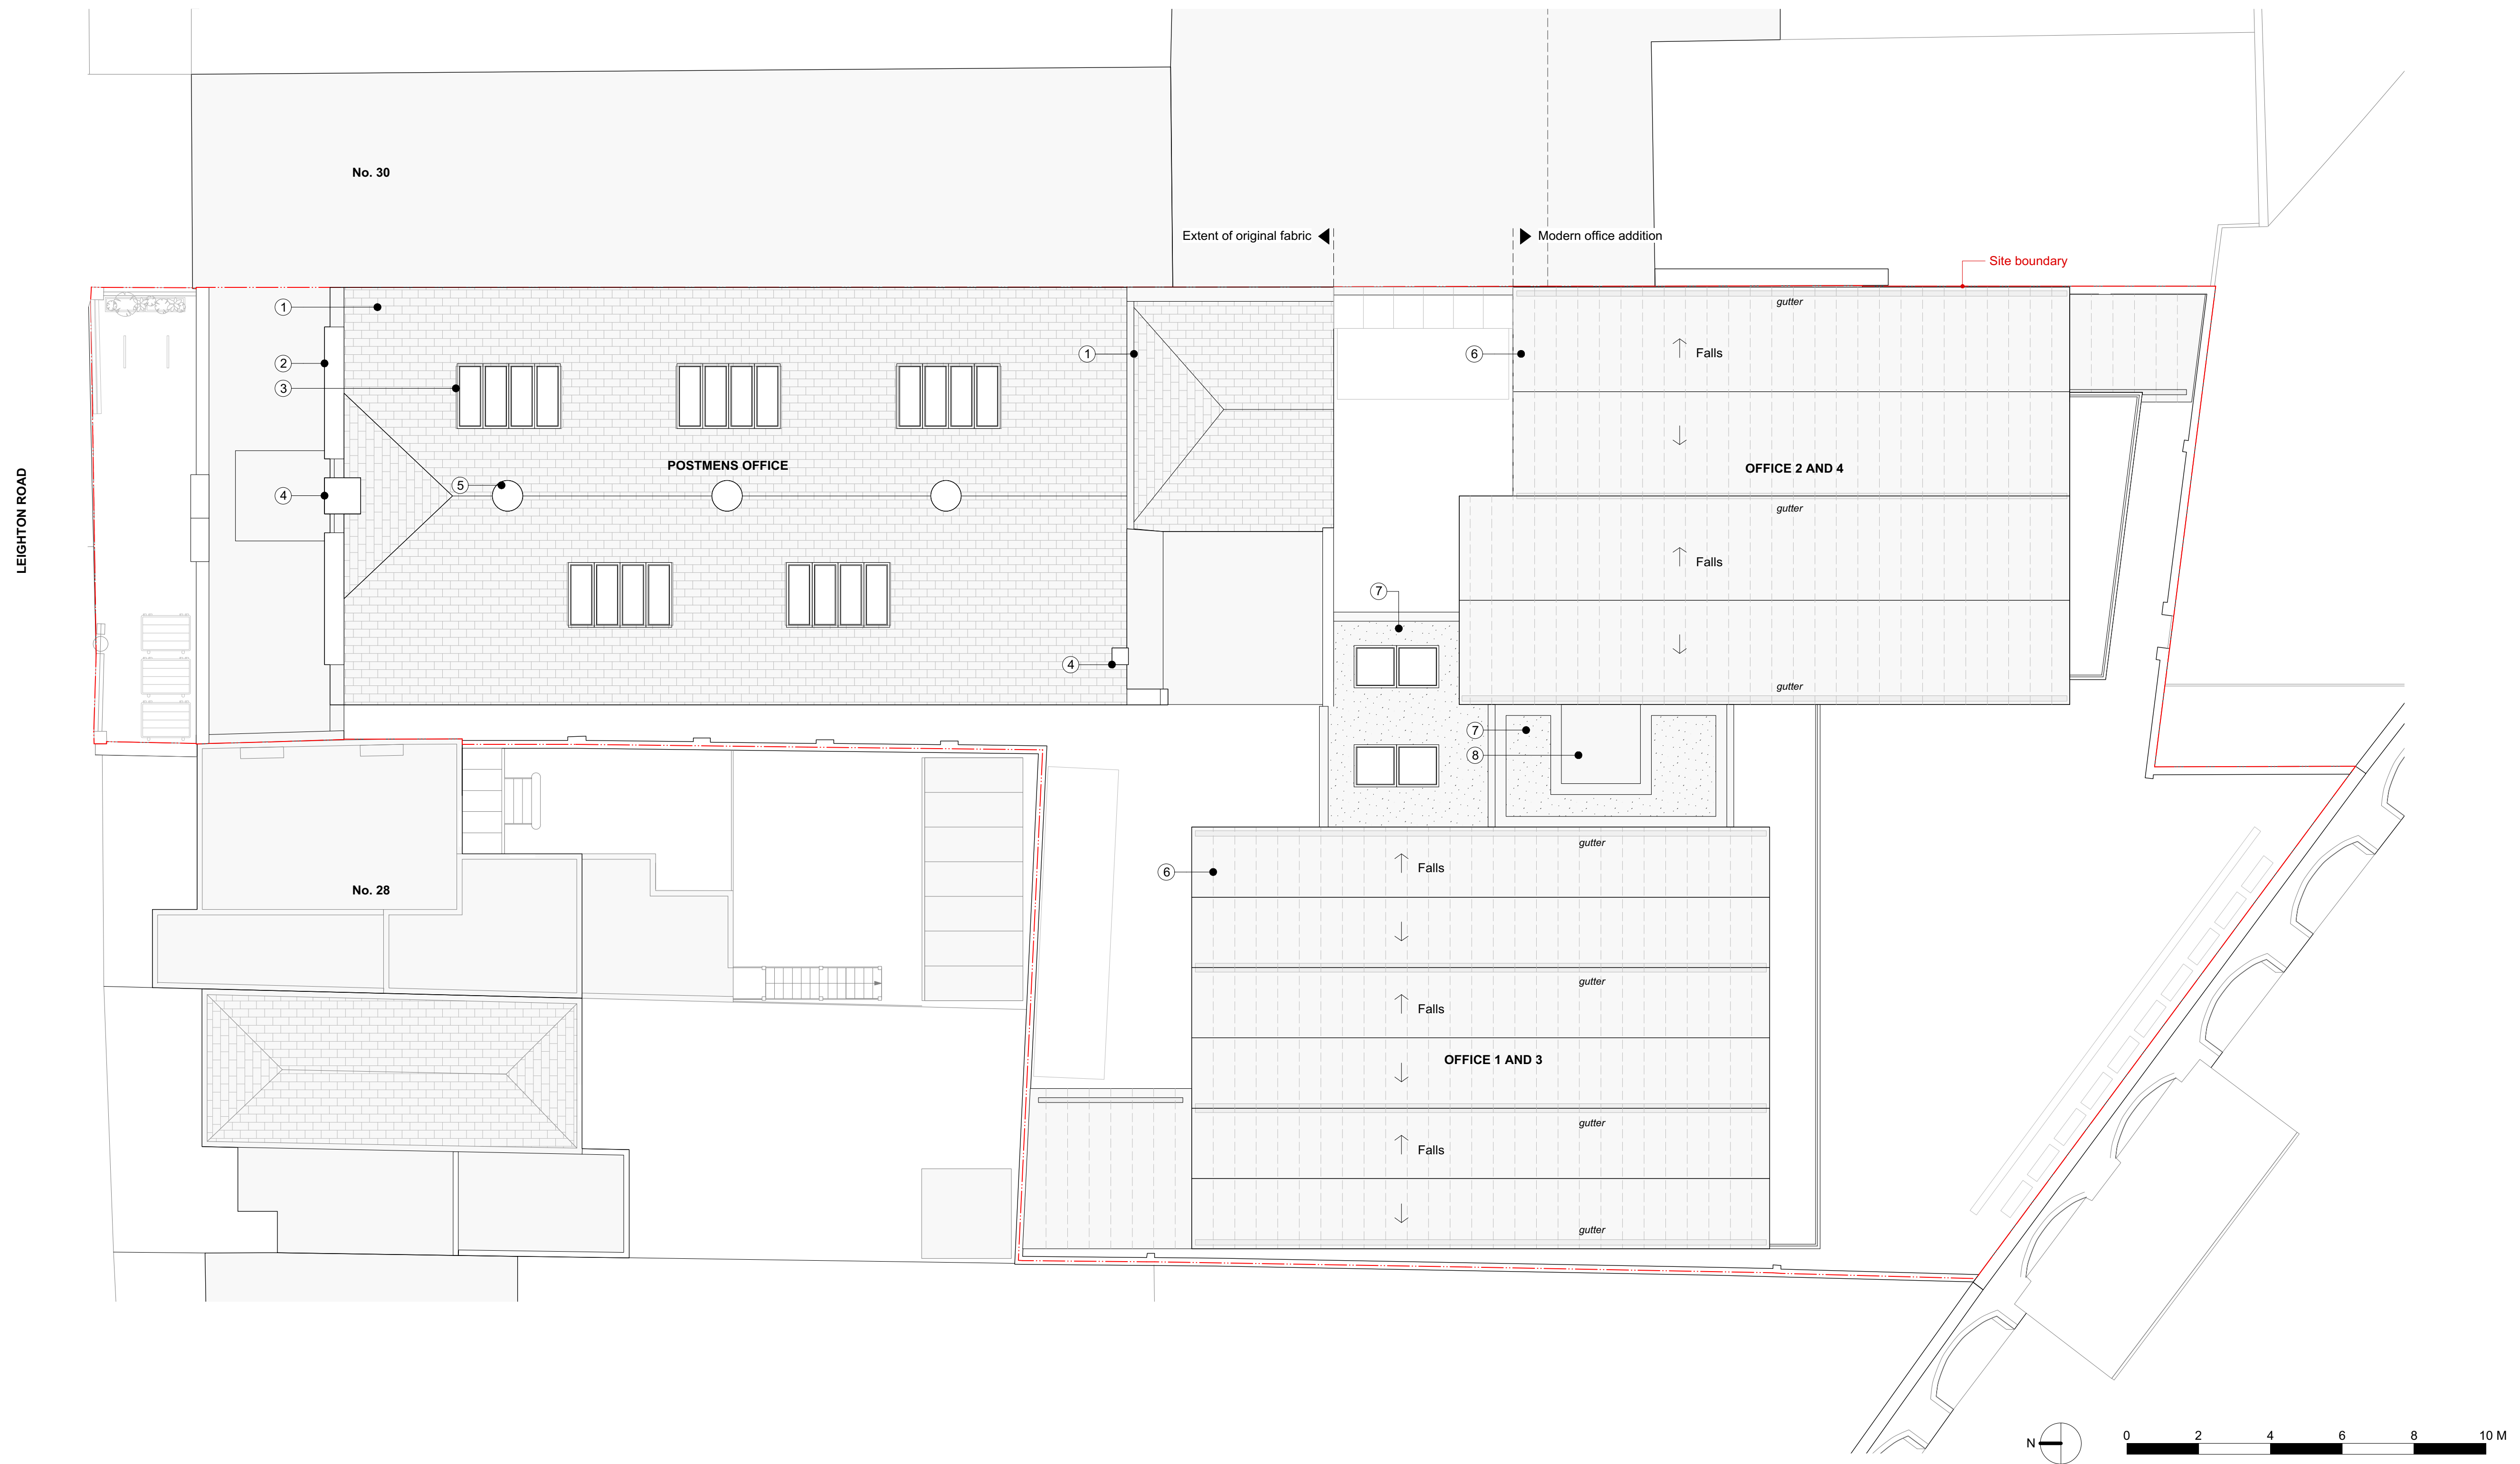 No. 30
Extent of original fabric
Modern office addition
Site boundary
gutter
1
2
3
1
6
Falls
Falls
POSTMENS OFFICE
OFFICE 2 AND 4
LEIGHTON ROAD
5
4
gutter
Falls
7
4
gutter
7
8
gutter
6
Falls
No. 28
gutter
Falls
OFFICE 1 AND 3
gutter
Falls
gutter
N
0 2 4 6 8 10 M